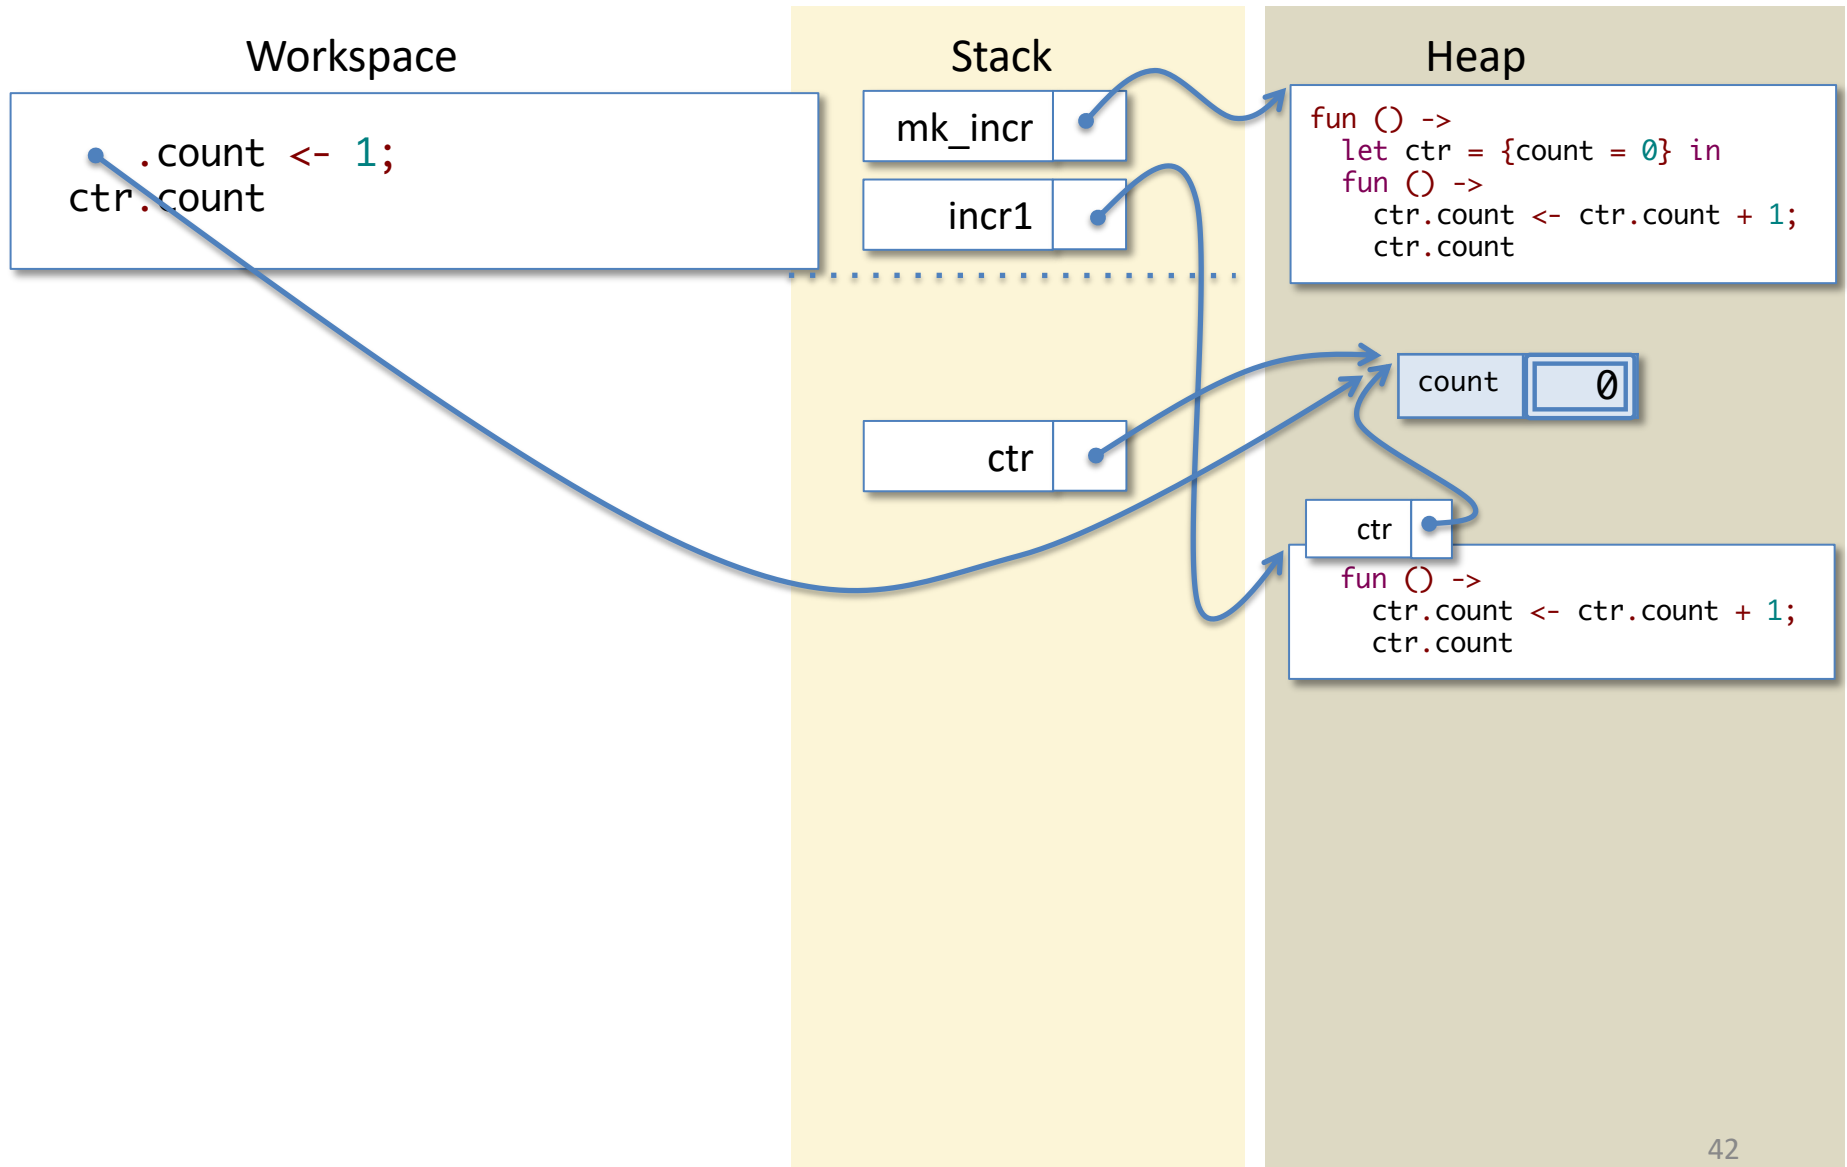 Workspace
.count <- 1;
ctr.count
Stack
mk_incr
incr1
ctr
Heap
fun () ->
let ctr = {count = 0} in
fun () ->
ctr.count <- ctr.count + 1;
ctr.count
count 0
ctr
fun () ->
ctr.count <- ctr.count + 1;
ctr.count
42